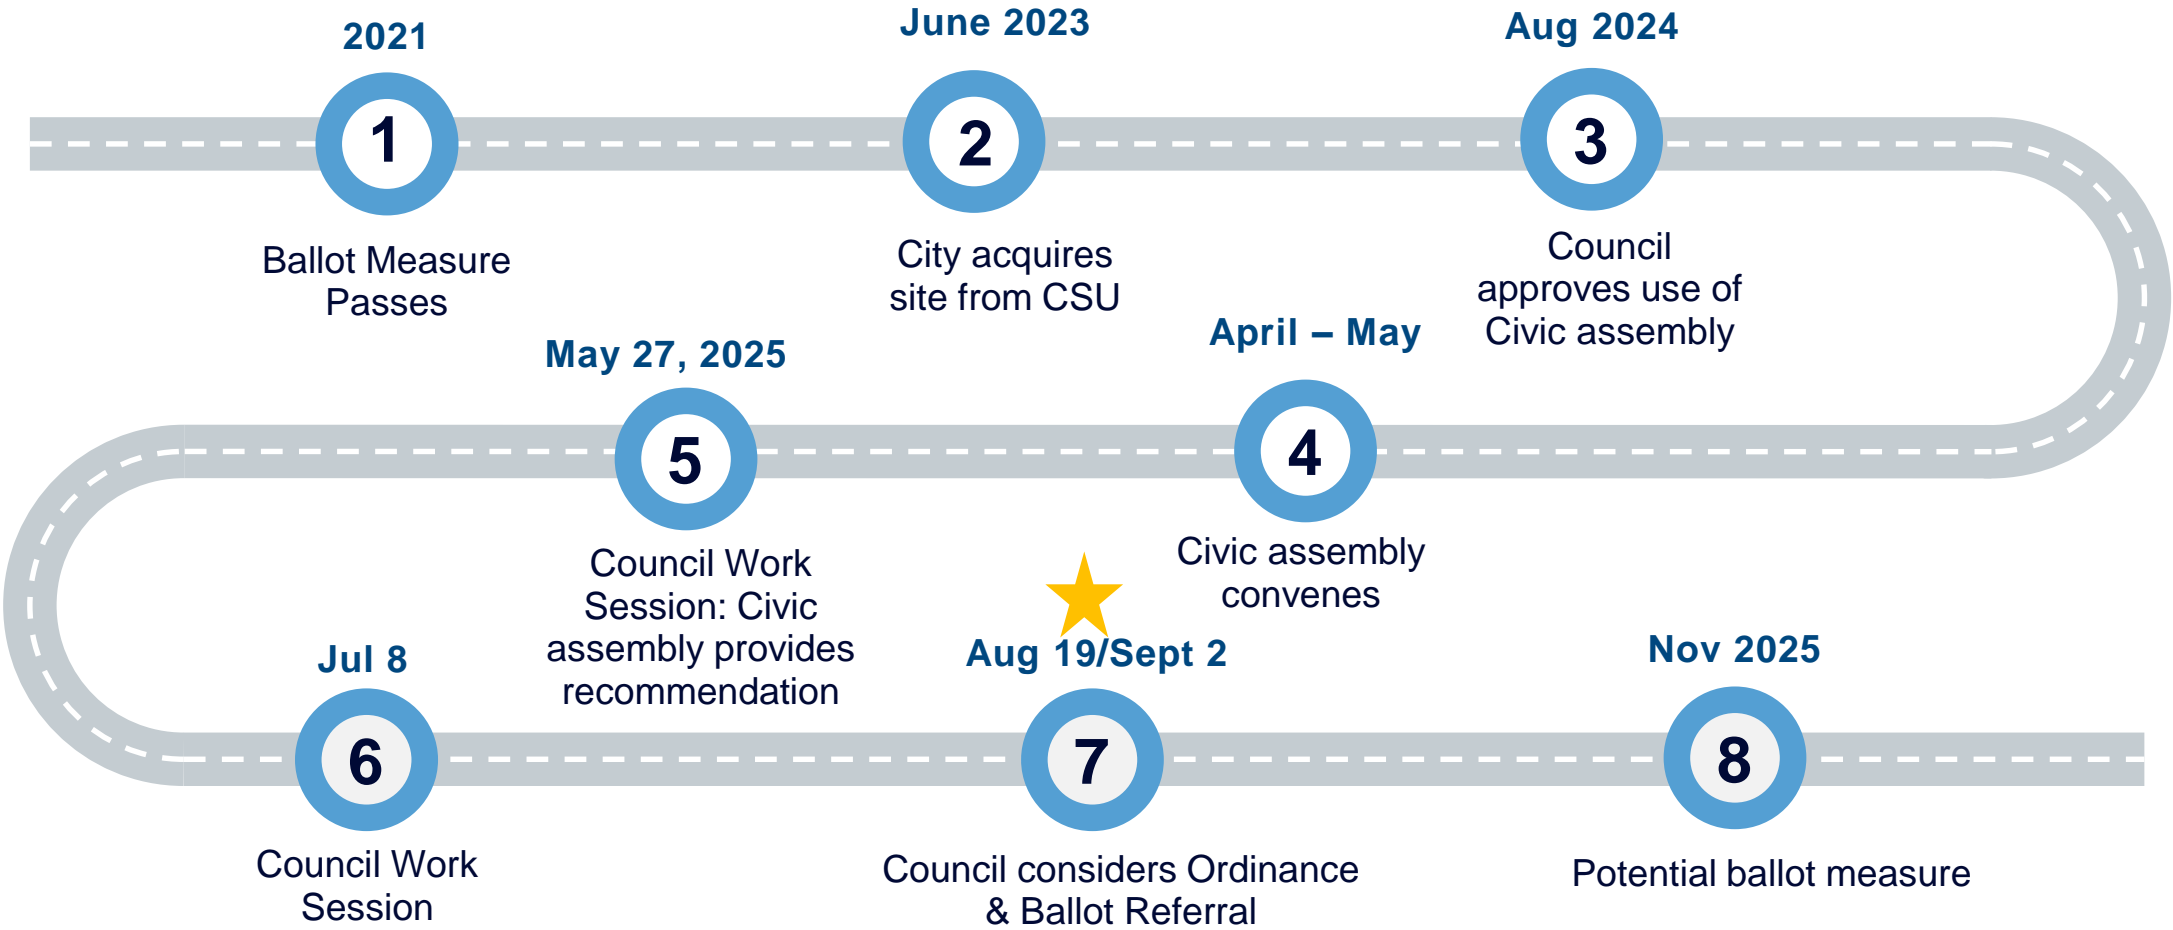 2021
1
Ballot Measure
Passes
June 2023
2
City acquires
site from CSU
Aug 2024
3
Council
approves use of
Civic assembly
April – May
4
Civic assembly
convenes
May 27, 2025
5
Council Work
Session: Civic
assembly provides
recommendation
Jul 8
6
Council Work
Session
Aug 19/Sept 2
7
Council considers Ordinance
& Ballot Referral
Nov 2025
8
Potential ballot measure